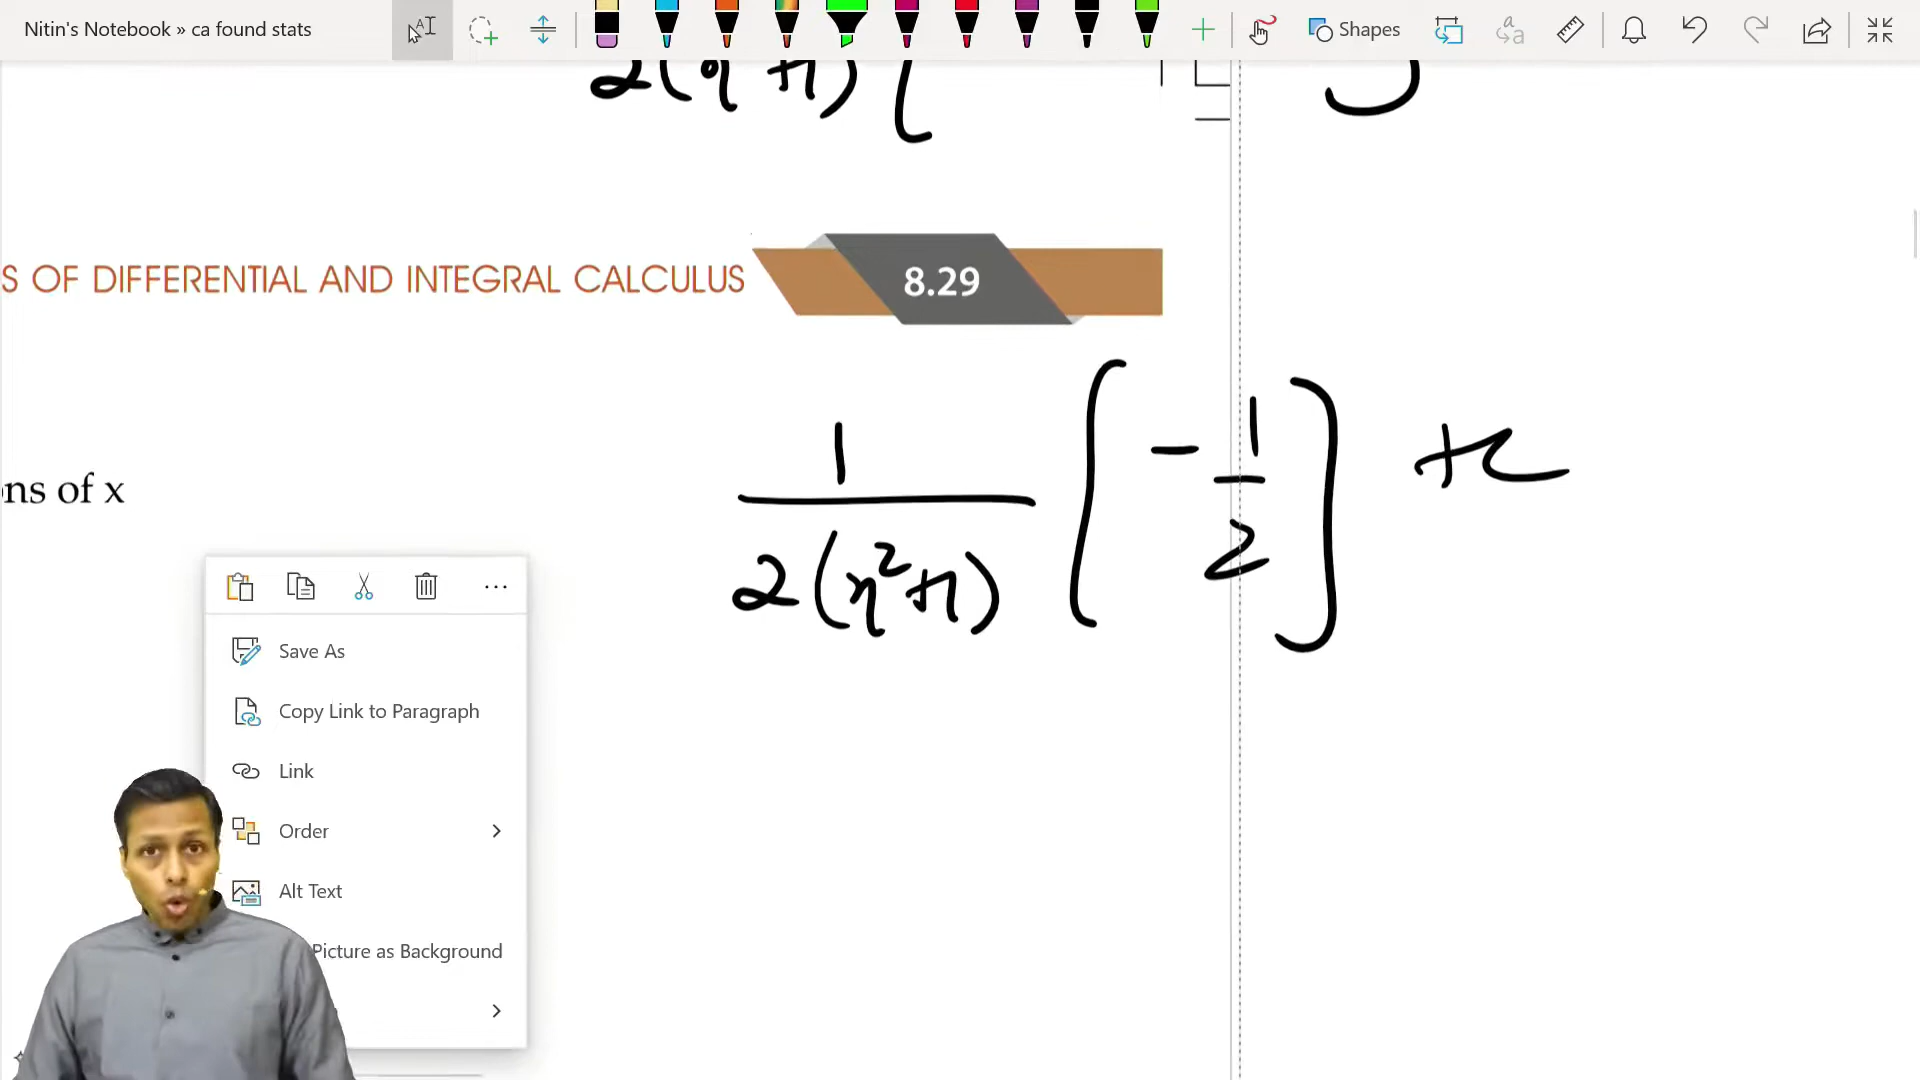 Nitin's Notebook » ca found stats
Shapes
S OF DIFFERENTIAL AND INTEGRAL CALCULUS 8.29
1/2(x²+1) [-1/2] +c
ns of x
Save As
Copy Link to Paragraph
Link
Order
Alt Text
Picture as Background